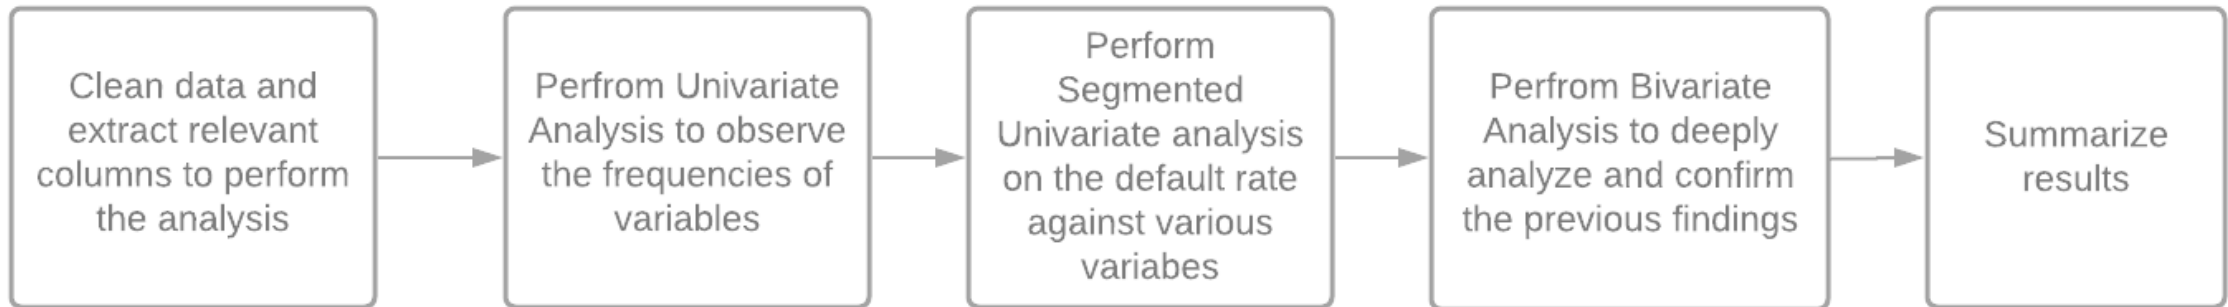 Clean data and
extract relevant
columns to perform
the analysis
Perfrom Univariate
Analysis to observe
the frequencies of
variables
Perform
Segmented
Univariate analysis
on the default rate
against various
variabes
Perfrom Bivariate
Analysis to deeply
analyze and confirm
the previous findings
Summarize
results